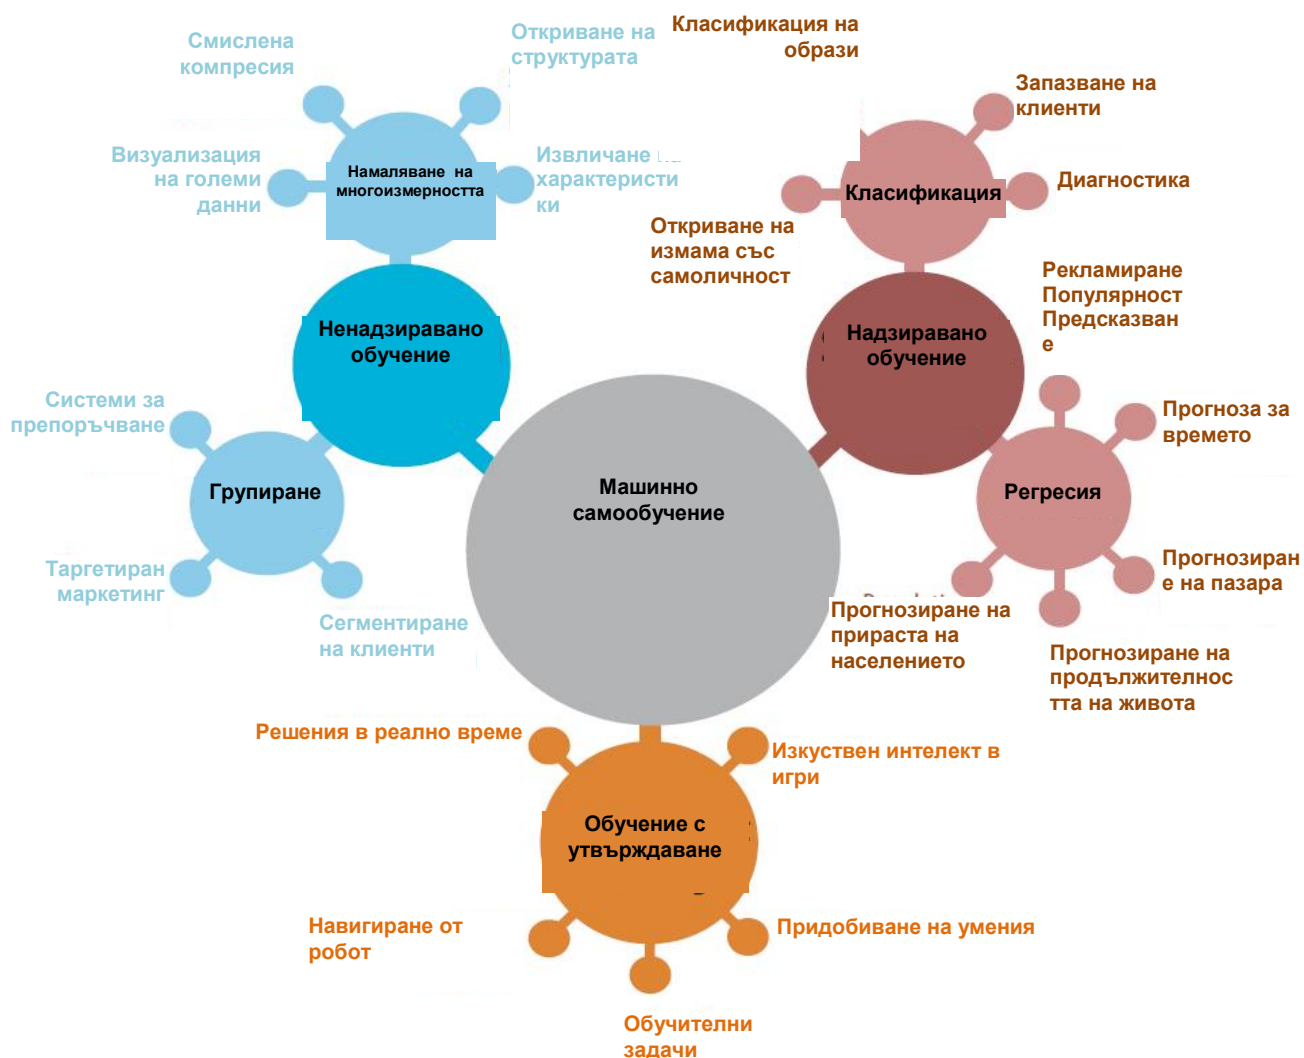 Смислена
компресия
Откриване на
структурата
Класификация на
образи
Запазване на
клиенти
Визуализация
на големи
данни
Намаляване на
многоизмерността
Извличане на
характеристи
ки
Класификация
Диагностика
Откриване на
измама със
самоличност
Рекламиране
Популярност
Предсказван
е
Ненадзиравано
обучение
Надзиравано
обучение
Системи за
препоръчване
Прогноза за
времето
Групиране
Машинно
самообучение
Регресия
Таргетиран
маркетинг
Прогнозиран
е на пазара
Сегментиране
на клиенти
Прогнозиране на
прираста на
населението
Прогнозиране на
продължителнос
тта на живота
Решения в реално време
Изкуствен интелект в
игри
Обучение с
утвърждаване
Навигиране от
робот
Придобиване на умения
Обучителни
задачи